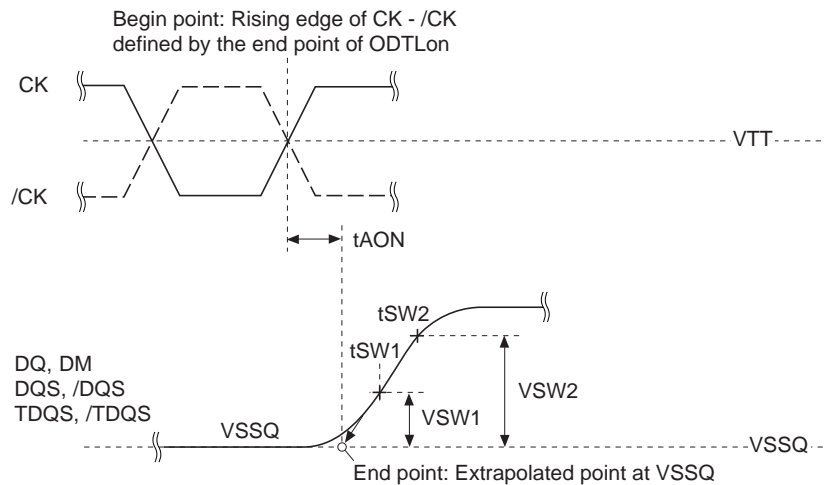 Begin point: Rising edge of CK - /CK
defined by the end point of ODTLon
CK
VTT
/CK
tAON
tSW2
tSW1
DQ, DM
DQS, /DQS
TDQS, /TDQS
VSW2
VSW1
VSSQ
VSSQ
End point: Extrapolated point at VSSQ